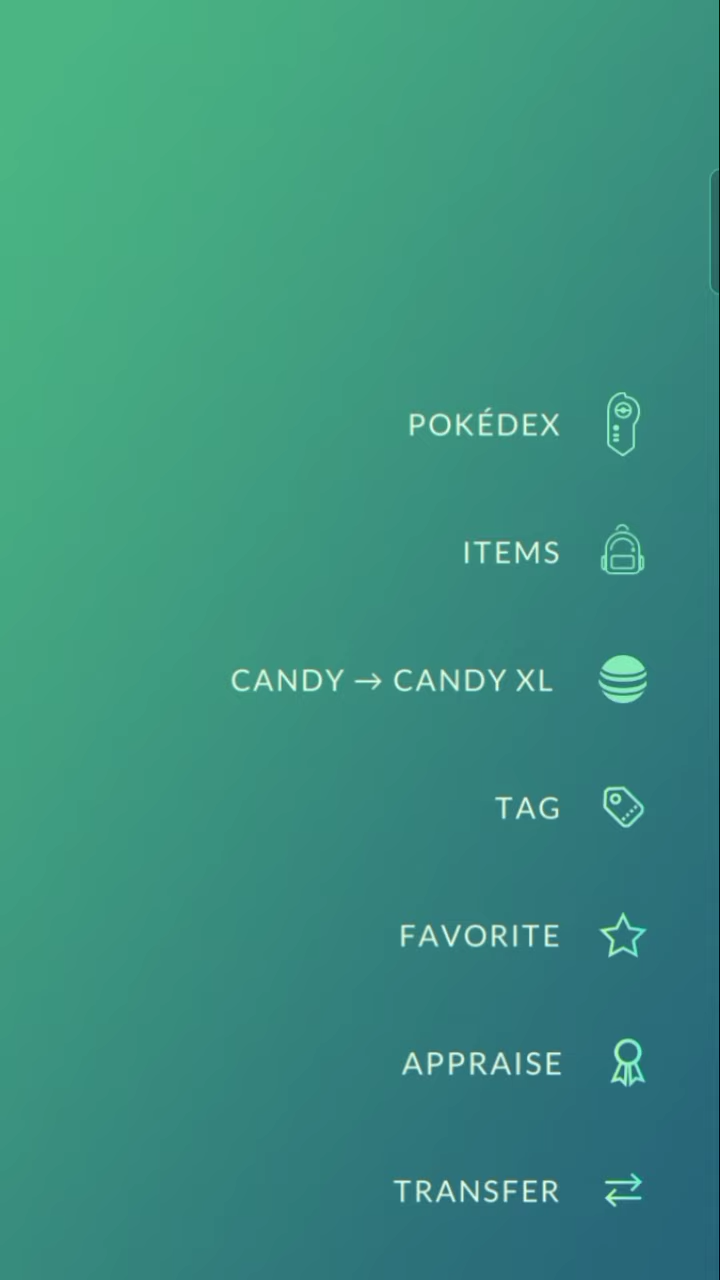 POKÉDEX
ITEMS
CANDY → CANDY XL
TAG
FAVORITE
APPRAISE
TRANSFER